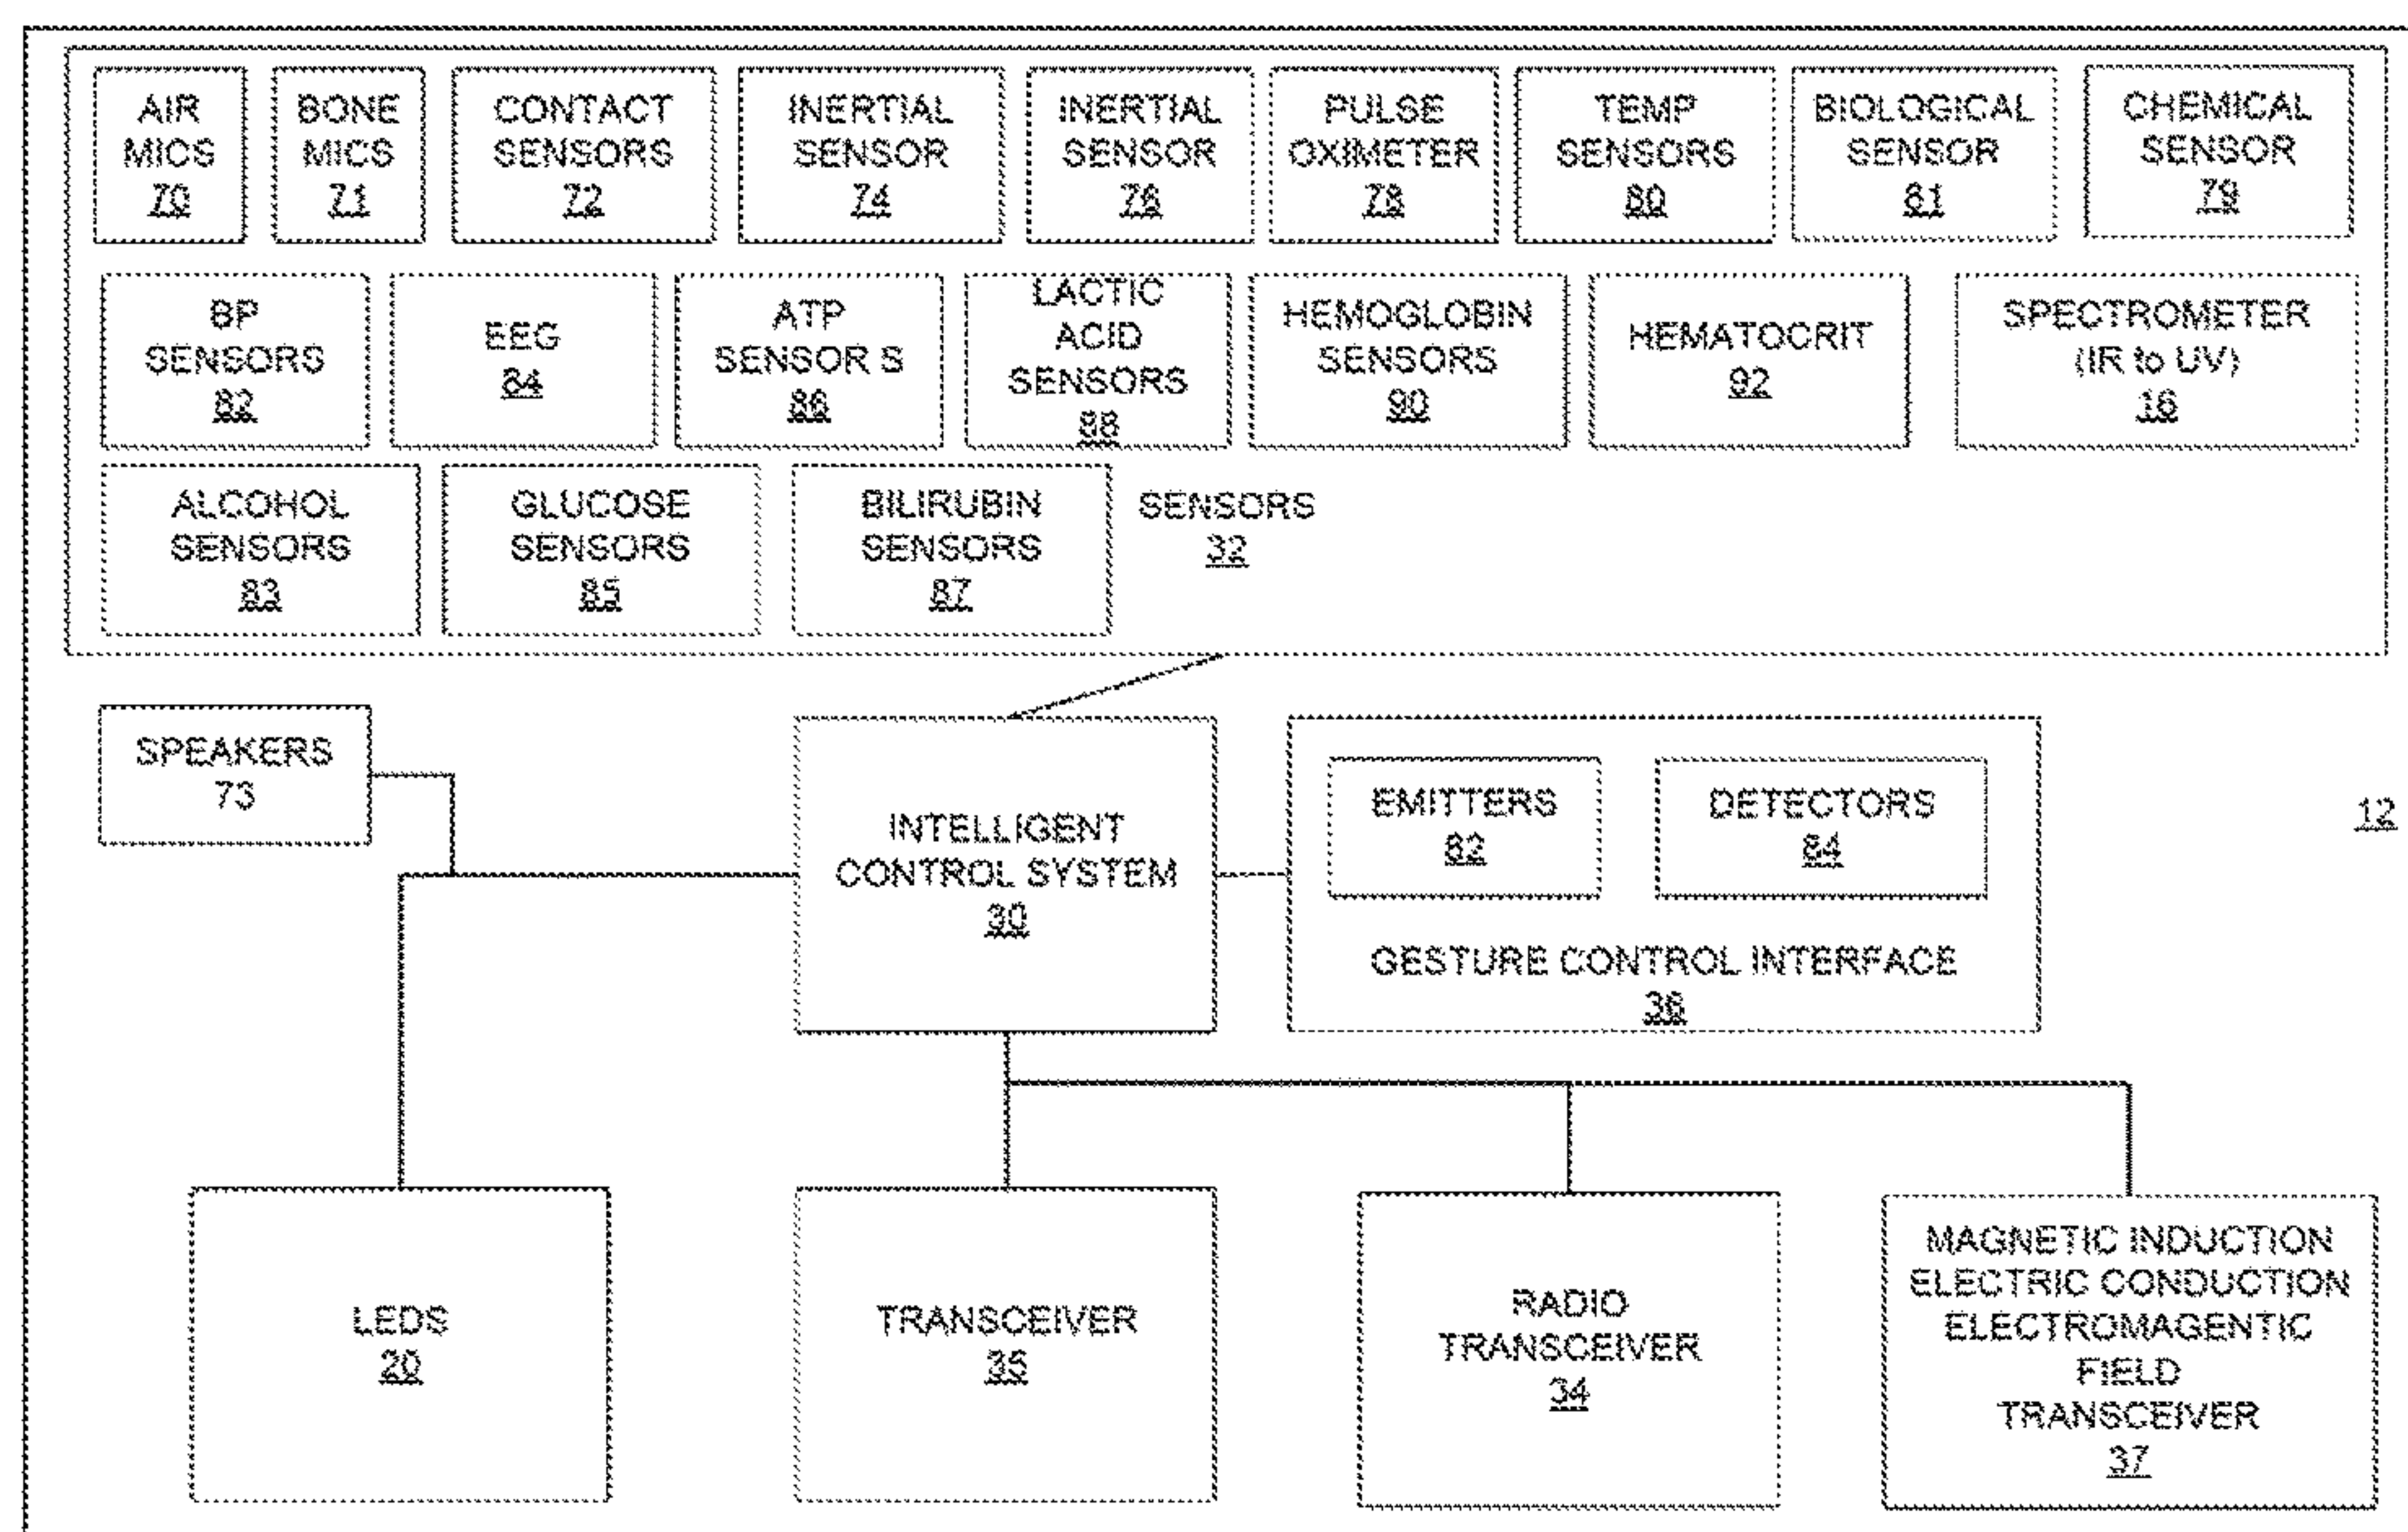 AIR
MICS
70
BONE
MICS
71
CONTACT
SENSORS
72
INERTIAL
SENSOR
74
INERTIAL
SENSOR
76
PULSE
OXIMETER
78
TEMP
SENSORS
80
BIOLOGICAL
SENSOR
81
CHEMICAL
SENSOR
79
BP
SENSORS
82
EEG
84
ATP
SENSOR S
86
LACTIC
ACID
SENSORS
88
HEMOGLOBIN
SENSORS
90
HEMATOCRIT
92
SPECTROMETER
(IR to UV)
16
ALCOHOL
SENSORS
83
GLUCOSE
SENSORS
85
BILIRUBIN
SENSORS
87
SENSORS
32
SPEAKERS
73
INTELLIGENT
CONTROL SYSTEM
30
EMITTERS
82
DETECTORS
84
GESTURE CONTROL INTERFACE
36
12
LEDS
20
TRANSCEIVER
35
RADIO
TRANSCEIVER
34
MAGNETIC INDUCTION
ELECTRIC CONDUCTION
ELECTROMAGENTIC
FIELD
TRANSCEIVER
37